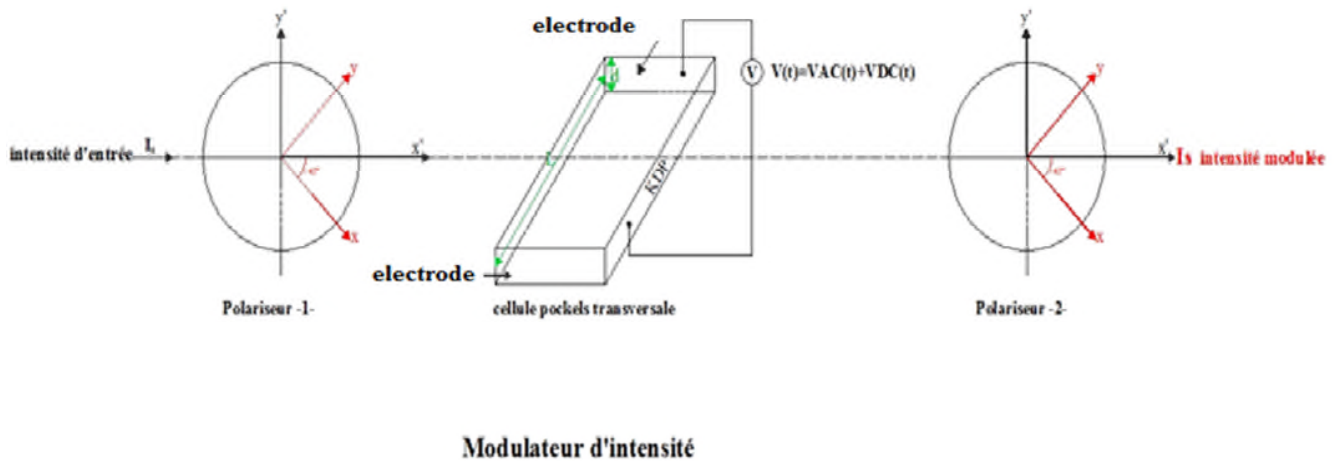 y'
y'
electrode
y
V V(t)=VAC(t)+VDC(t)
y
d
intensité d'entrée
x'
L
KDP
x'
Is intensité modulée
x
x
electrode
Polariseur -1-
cellule pockels transversale
Polariseur -2-
Modulateur d'intensité